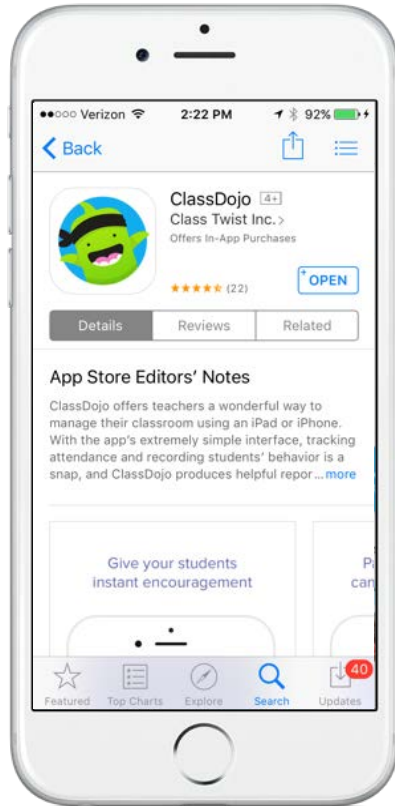 Verizon 2:22 PM 92%
Back
ClassDojo 4+
Class Twist Inc. >
Offers In-App Purchases
(22)
+ OPEN
Details Reviews Related
App Store Editors' Notes
ClassDojo offers teachers a wonderful way to
manage their classroom using an iPad or iPhone.
With the app's extremely simple interface, tracking
attendance and recording students' behavior is a
snap, and ClassDojo produces helpful repor...more
Give your students
instant encouragement
40
Featured Top Charts Explore Search Updates